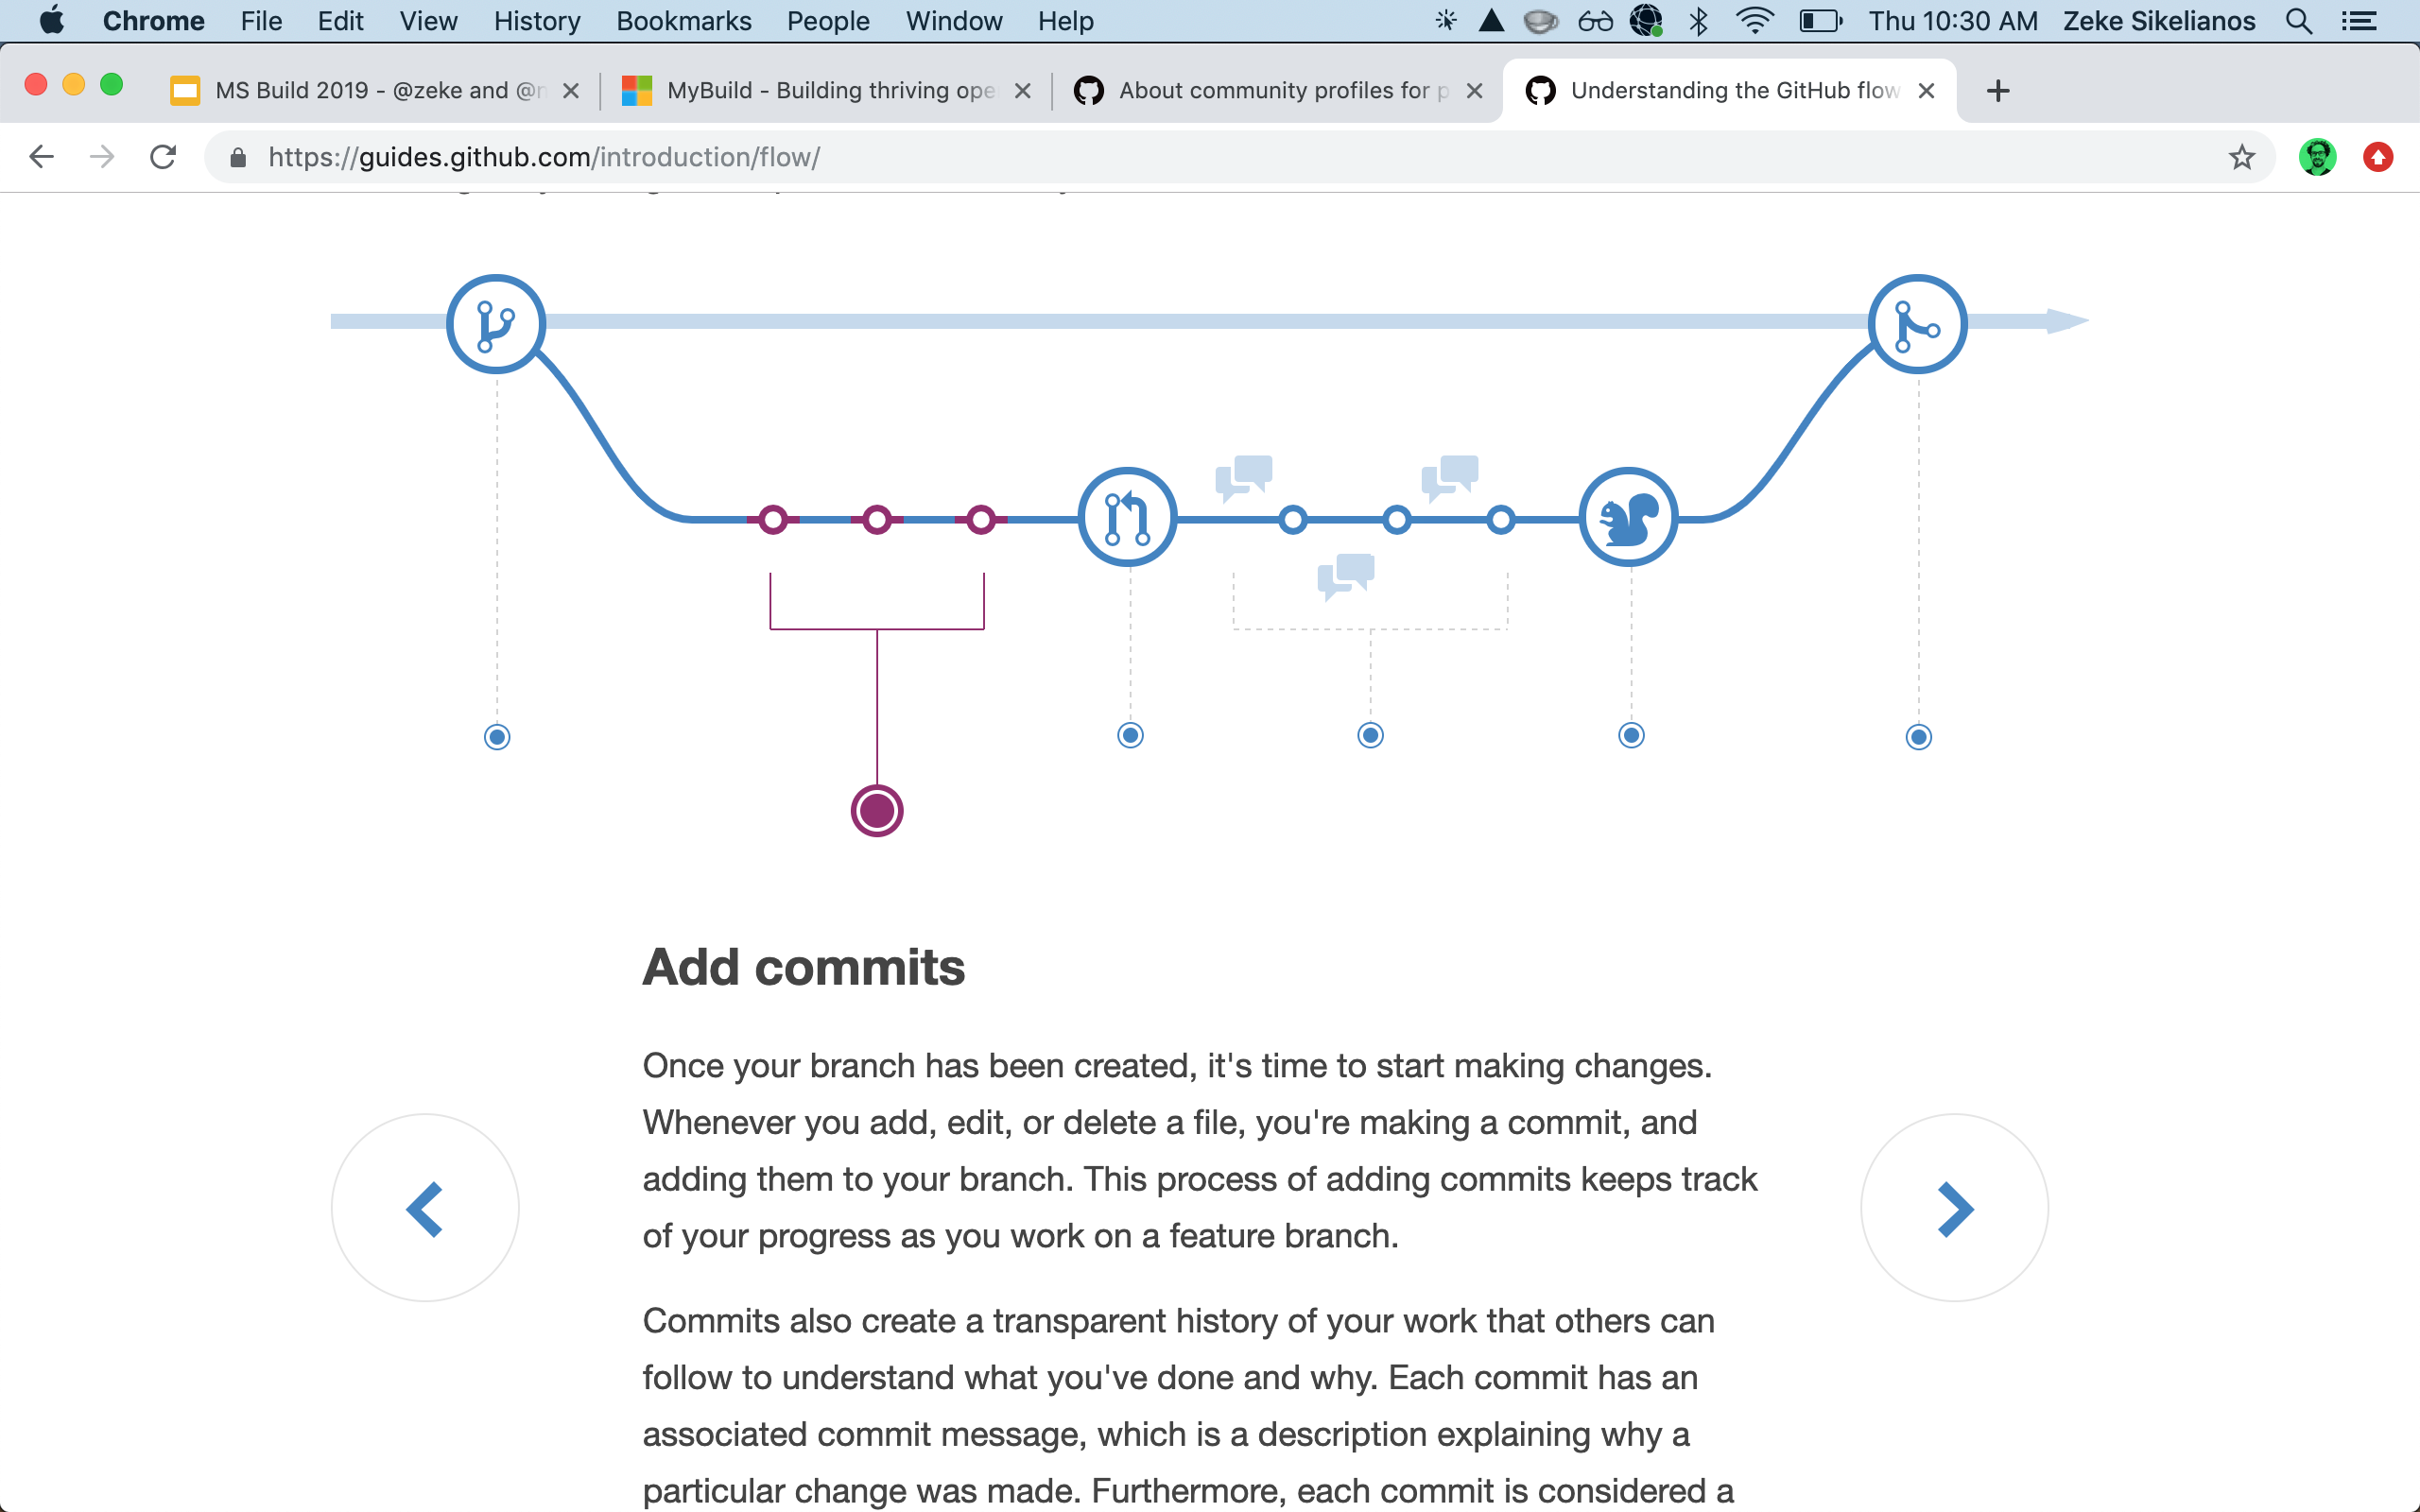 Chrome File Edit View History Bookmarks People Window Help Thu 10:30 AM Zeke Sikelianos
MS Build 2019 - @zeke and @n MyBuild - Building thriving ope About community profiles for p Understanding the GitHub flow
https://guides.github.com/introduction/flow/
Add commits
Once your branch has been created, it's time to start making changes.
Whenever you add, edit, or delete a file, you're making a commit, and
adding them to your branch. This process of adding commits keeps track
of your progress as you work on a feature branch.
Commits also create a transparent history of your work that others can
follow to understand what you've done and why. Each commit has an
associated commit message, which is a description explaining why a
particular change was made. Furthermore, each commit is considered a